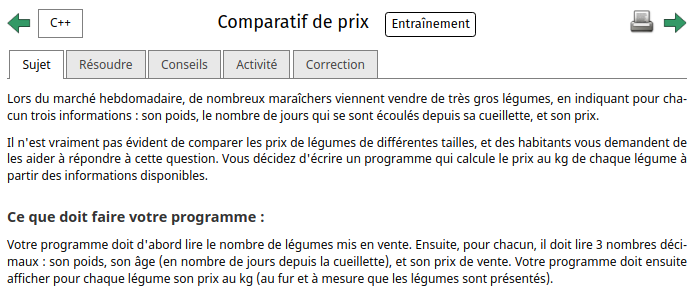 C++
Comparatif de prix
Entraînement
Sujet
Résoudre
Conseils
Activité
Correction
Lors du marché hebdomadaire, de nombreux maraîchers viennent vendre de très gros légumes, en indiquant pour cha-
cun trois informations : son poids, le nombre de jours qui se sont écoulés depuis sa cueillette, et son prix.
Il n'est vraiment pas évident de comparer les prix de légumes de différentes tailles, et des habitants vous demandent de
les aider à répondre à cette question. Vous décidez d'écrire un programme qui calcule le prix au kg de chaque légume à
partir des informations disponibles.
Ce que doit faire votre programme :
Votre programme doit d'abord lire le nombre de légumes mis en vente. Ensuite, pour chacun, il doit lire 3 nombres déci-
maux : son poids, son âge (en nombre de jours depuis la cueillette), et son prix de vente. Votre programme doit ensuite
afficher pour chaque légume son prix au kg (au fur et à mesure que les légumes sont présentés).